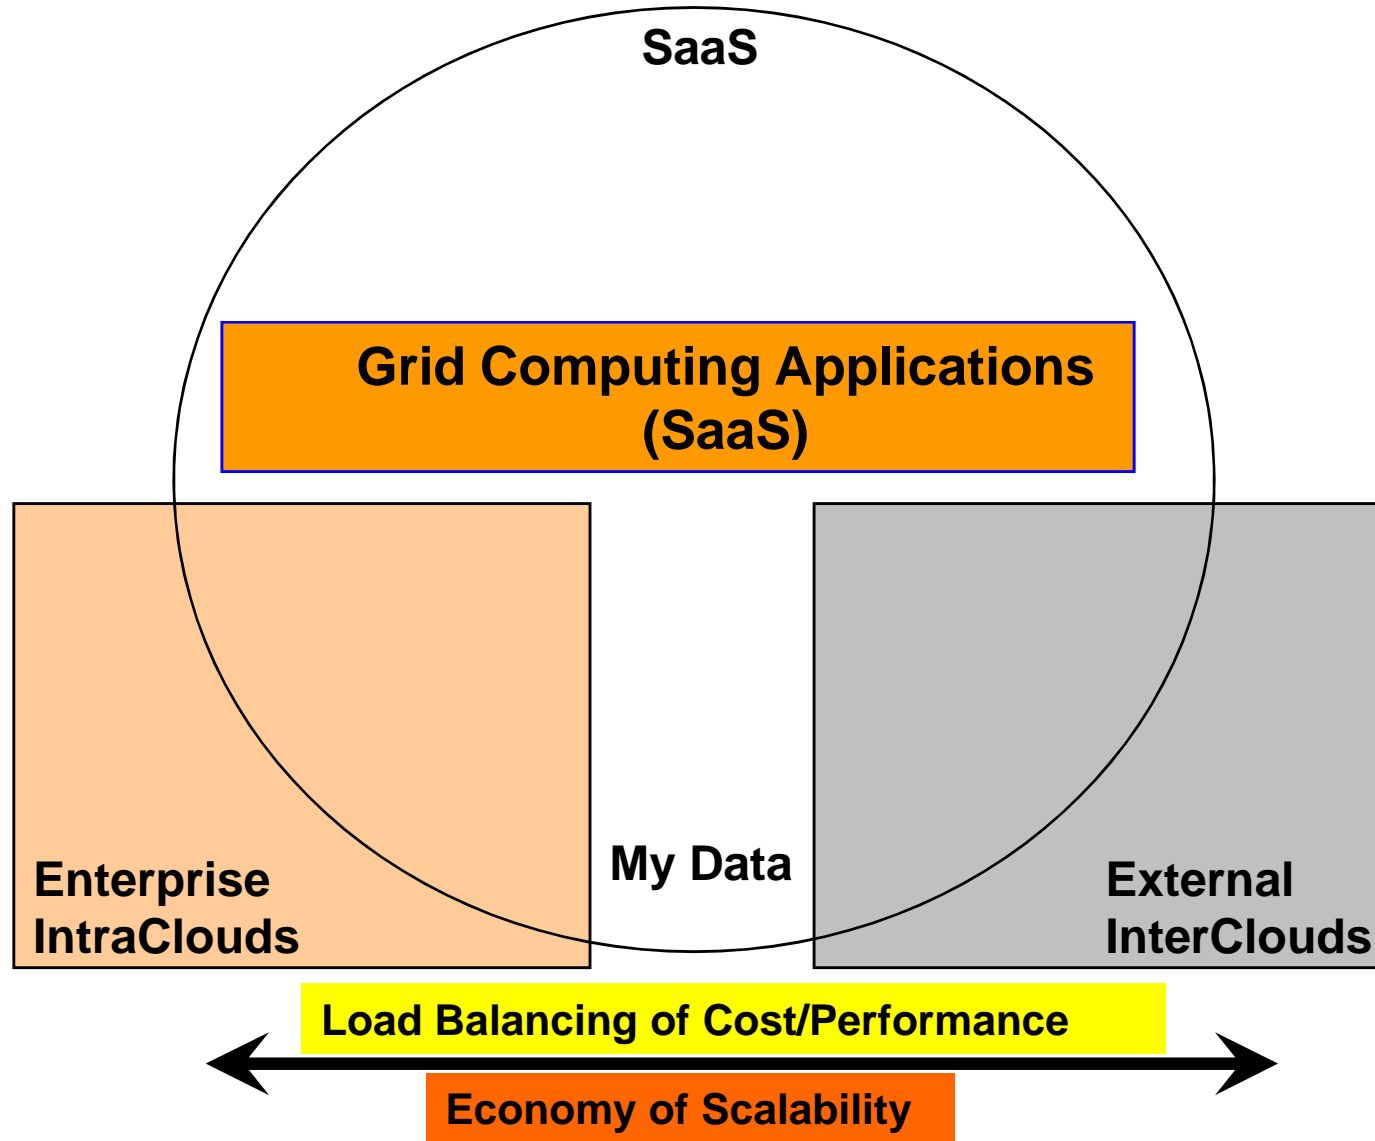 SaaS
Grid Computing Applications
(SaaS)
My Data
Enterprise
IntraClouds
External
InterClouds
Load Balancing of Cost/Performance
Economy of Scalability